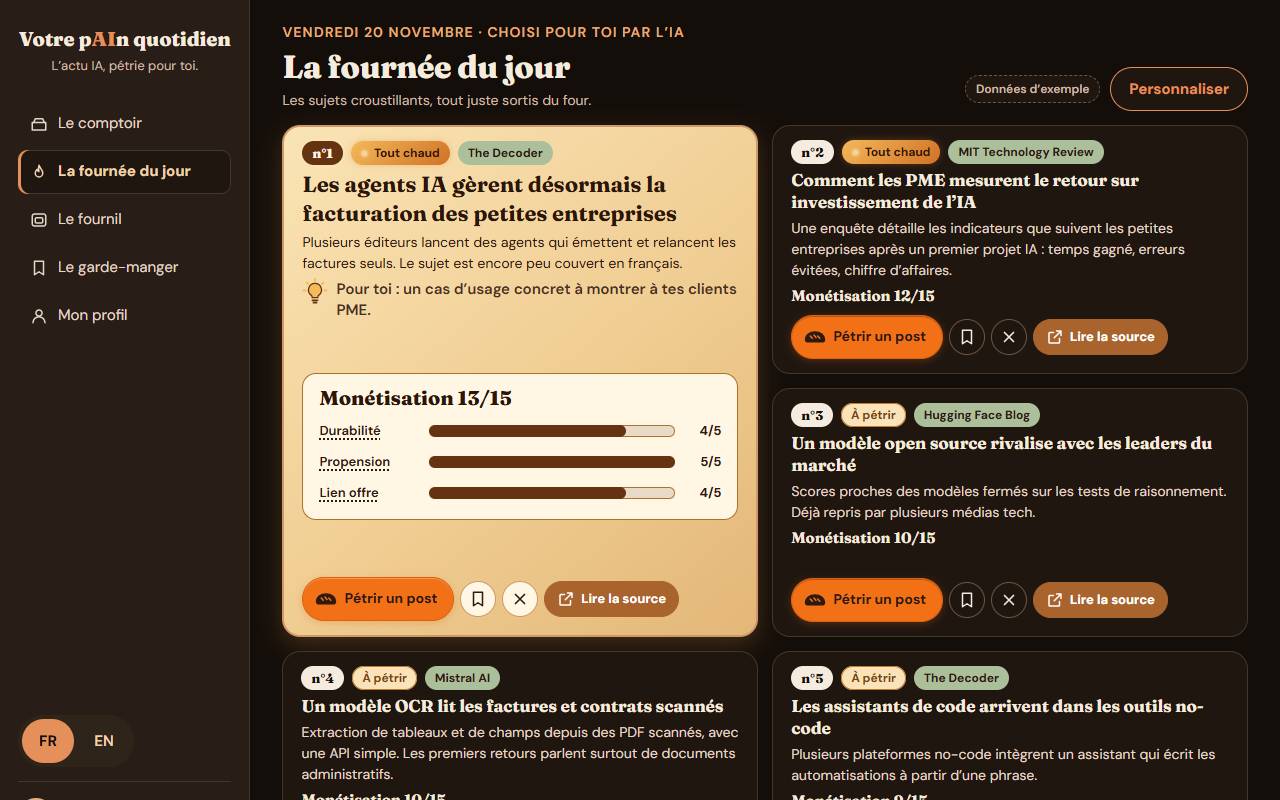 Votre pAIn quotidien
L'actu IA, pétrie pour toi.
Le comptoir
La fournée du jour
Le fournil
Le garde-manger
Mon profil
FR
EN
VENDREDI 20 NOVEMBRE · CHOISI POUR TOI PAR L'IA
La fournée du jour
Les sujets croustillants, tout juste sortis du four.
Données d'exemple
Personnaliser
n°1
Tout chaud
The Decoder
Les agents IA gèrent désormais la
facturation des petites entreprises
Plusieurs éditeurs lancent des agents qui émettent et relancent les
factures seuls. Le sujet est encore peu couvert en français.
Pour toi : un cas d'usage concret à montrer à tes clients
PME.
Monétisation 13/15
Durabilité
4/5
Propension
5/5
Lien offre
4/5
Pétrir un post
Lire la source
n°2
Tout chaud
MIT Technology Review
Comment les PME mesurent le retour sur
investissement de l'IA
Une enquête détaille les indicateurs que suivent les petites
entreprises après un premier projet IA : temps gagné, erreurs
évitées, chiffre d'affaires.
Monétisation 12/15
Pétrir un post
Lire la source
n°3
À pétrir
Hugging Face Blog
Un modèle open source rivalise avec les leaders du
marché
Scores proches des modèles fermés sur les tests de raisonnement.
Déjà repris par plusieurs médias tech.
Monétisation 10/15
Pétrir un post
Lire la source
n°4
À pétrir
Mistral AI
Un modèle OCR lit les factures et contrats scannés
Extraction de tableaux et de champs depuis des PDF scannés, avec
une API simple. Les premiers retours parlent surtout de documents
administratifs.
Monétisation 10/15
n°5
À pétrir
The Decoder
Les assistants de code arrivent dans les outils no-
code
Plusieurs plateformes no-code intègrent un assistant qui écrit les
automatisations à partir d'une phrase.
Monétisation 9/15